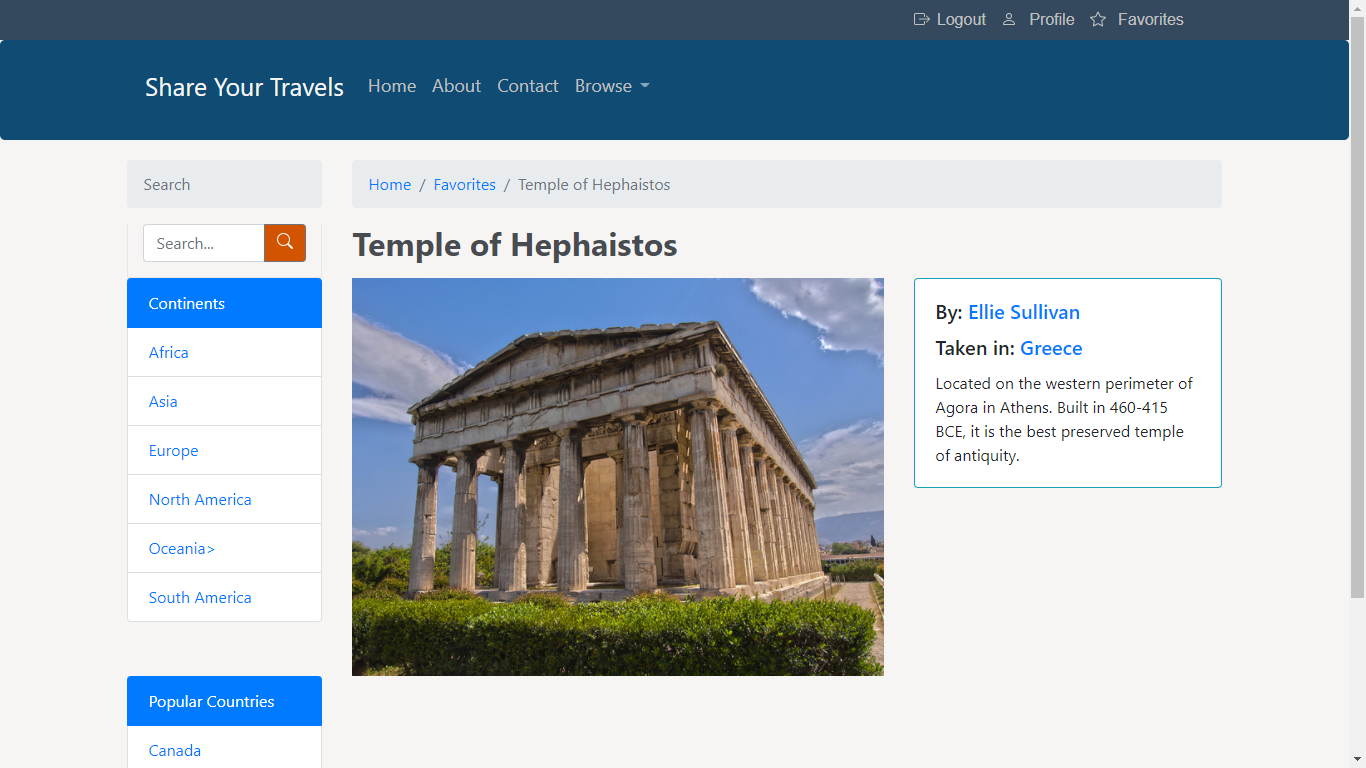 Logout Profile Favorites
Share Your Travels Home About Contact Browse
Search
Home / Favorites / Temple of Hephaistos
Search...
Temple of Hephaistos
Continents
Africa
Asia
Europe
North America
Oceania>
South America
Popular Countries
Canada
By: Ellie Sullivan
Taken in: Greece
Located on the western perimeter of
Agora in Athens. Built in 460-415
BCE, it is the best preserved temple
of antiquity.